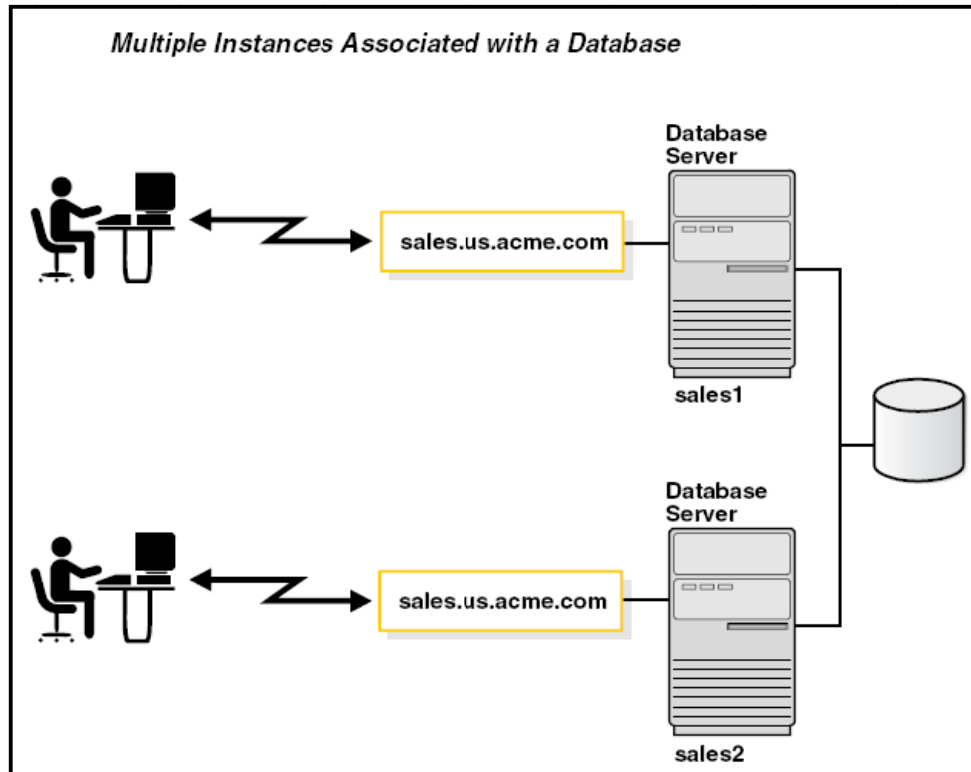 Multiple Instances Associated with a Database
Database
Server
sales.us.acme.com
sales1
Database
Server
sales.us.acme.com
sales2